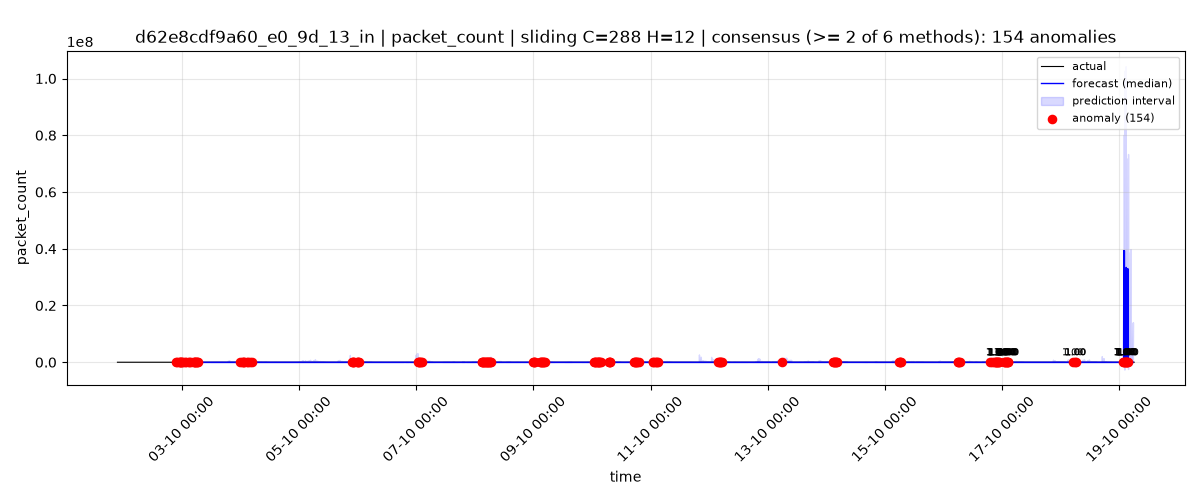 d62e8cdf9a60_e0_9d_13_in | packet_count | sliding C=288 H=12 | consensus (>= 2 of 6 methods): 154 anomalies
1e8
actual
forecast (median)
prediction interval
anomaly (154)
1.0
0.8
0.6
0.4
0.2
0.0
packet_count
03-10 00:00
05-10 00:00
07-10 00:00
09-10 00:00
11-10 00:00
13-10 00:00
15-10 00:00
17-10 00:00
19-10 00:00
time